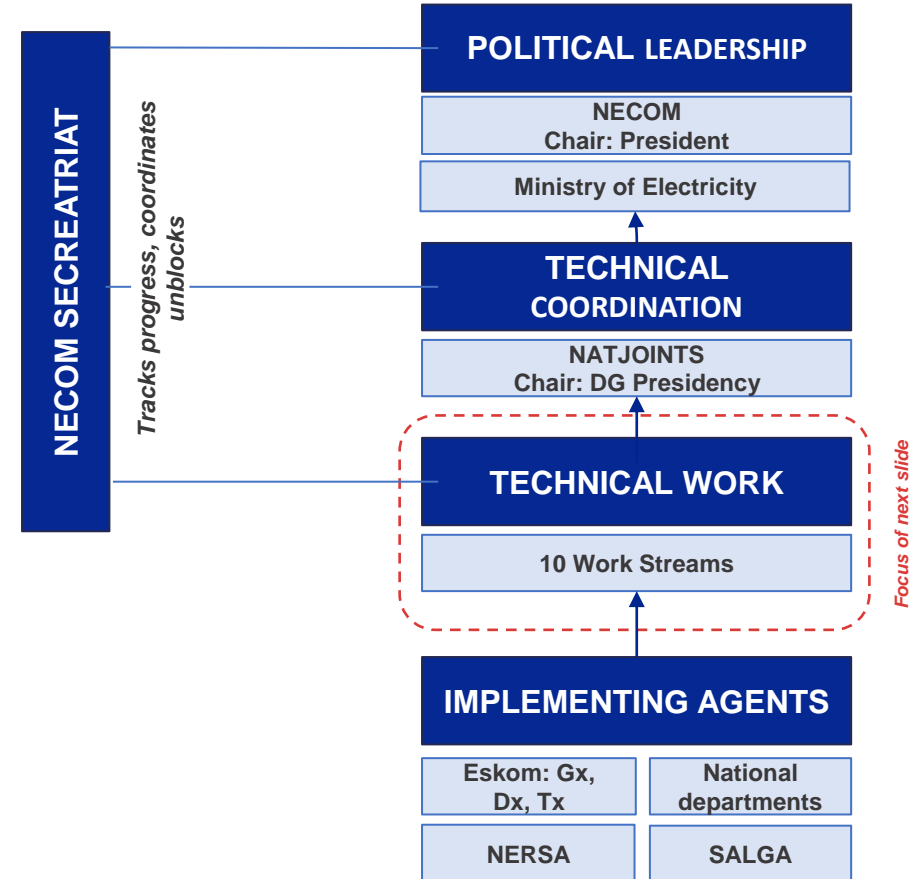 NECOM SECREATRIAT
Tracks progress, coordinates
unblocks
POLITICAL LEADERSHIP
NECOM
Chair: President
Ministry of Electricity
TECHNICAL
COORDINATION
NATJOINTS
Chair: DG Presidency
TECHNICAL WORK
10 Work Streams
Focus of next slide
IMPLEMENTING AGENTS
Eskom: Gx,
Dx, Tx
National
departments
NERSA
SALGA